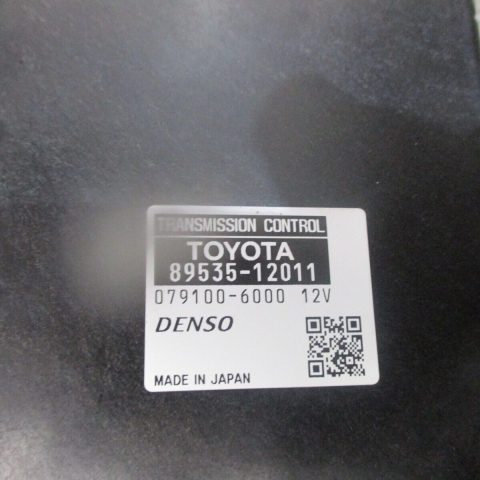 TRANSMISSION CONTROL
TOYOTA
89535-12011
079100-6000 12V
DENSO
MADE IN JAPAN